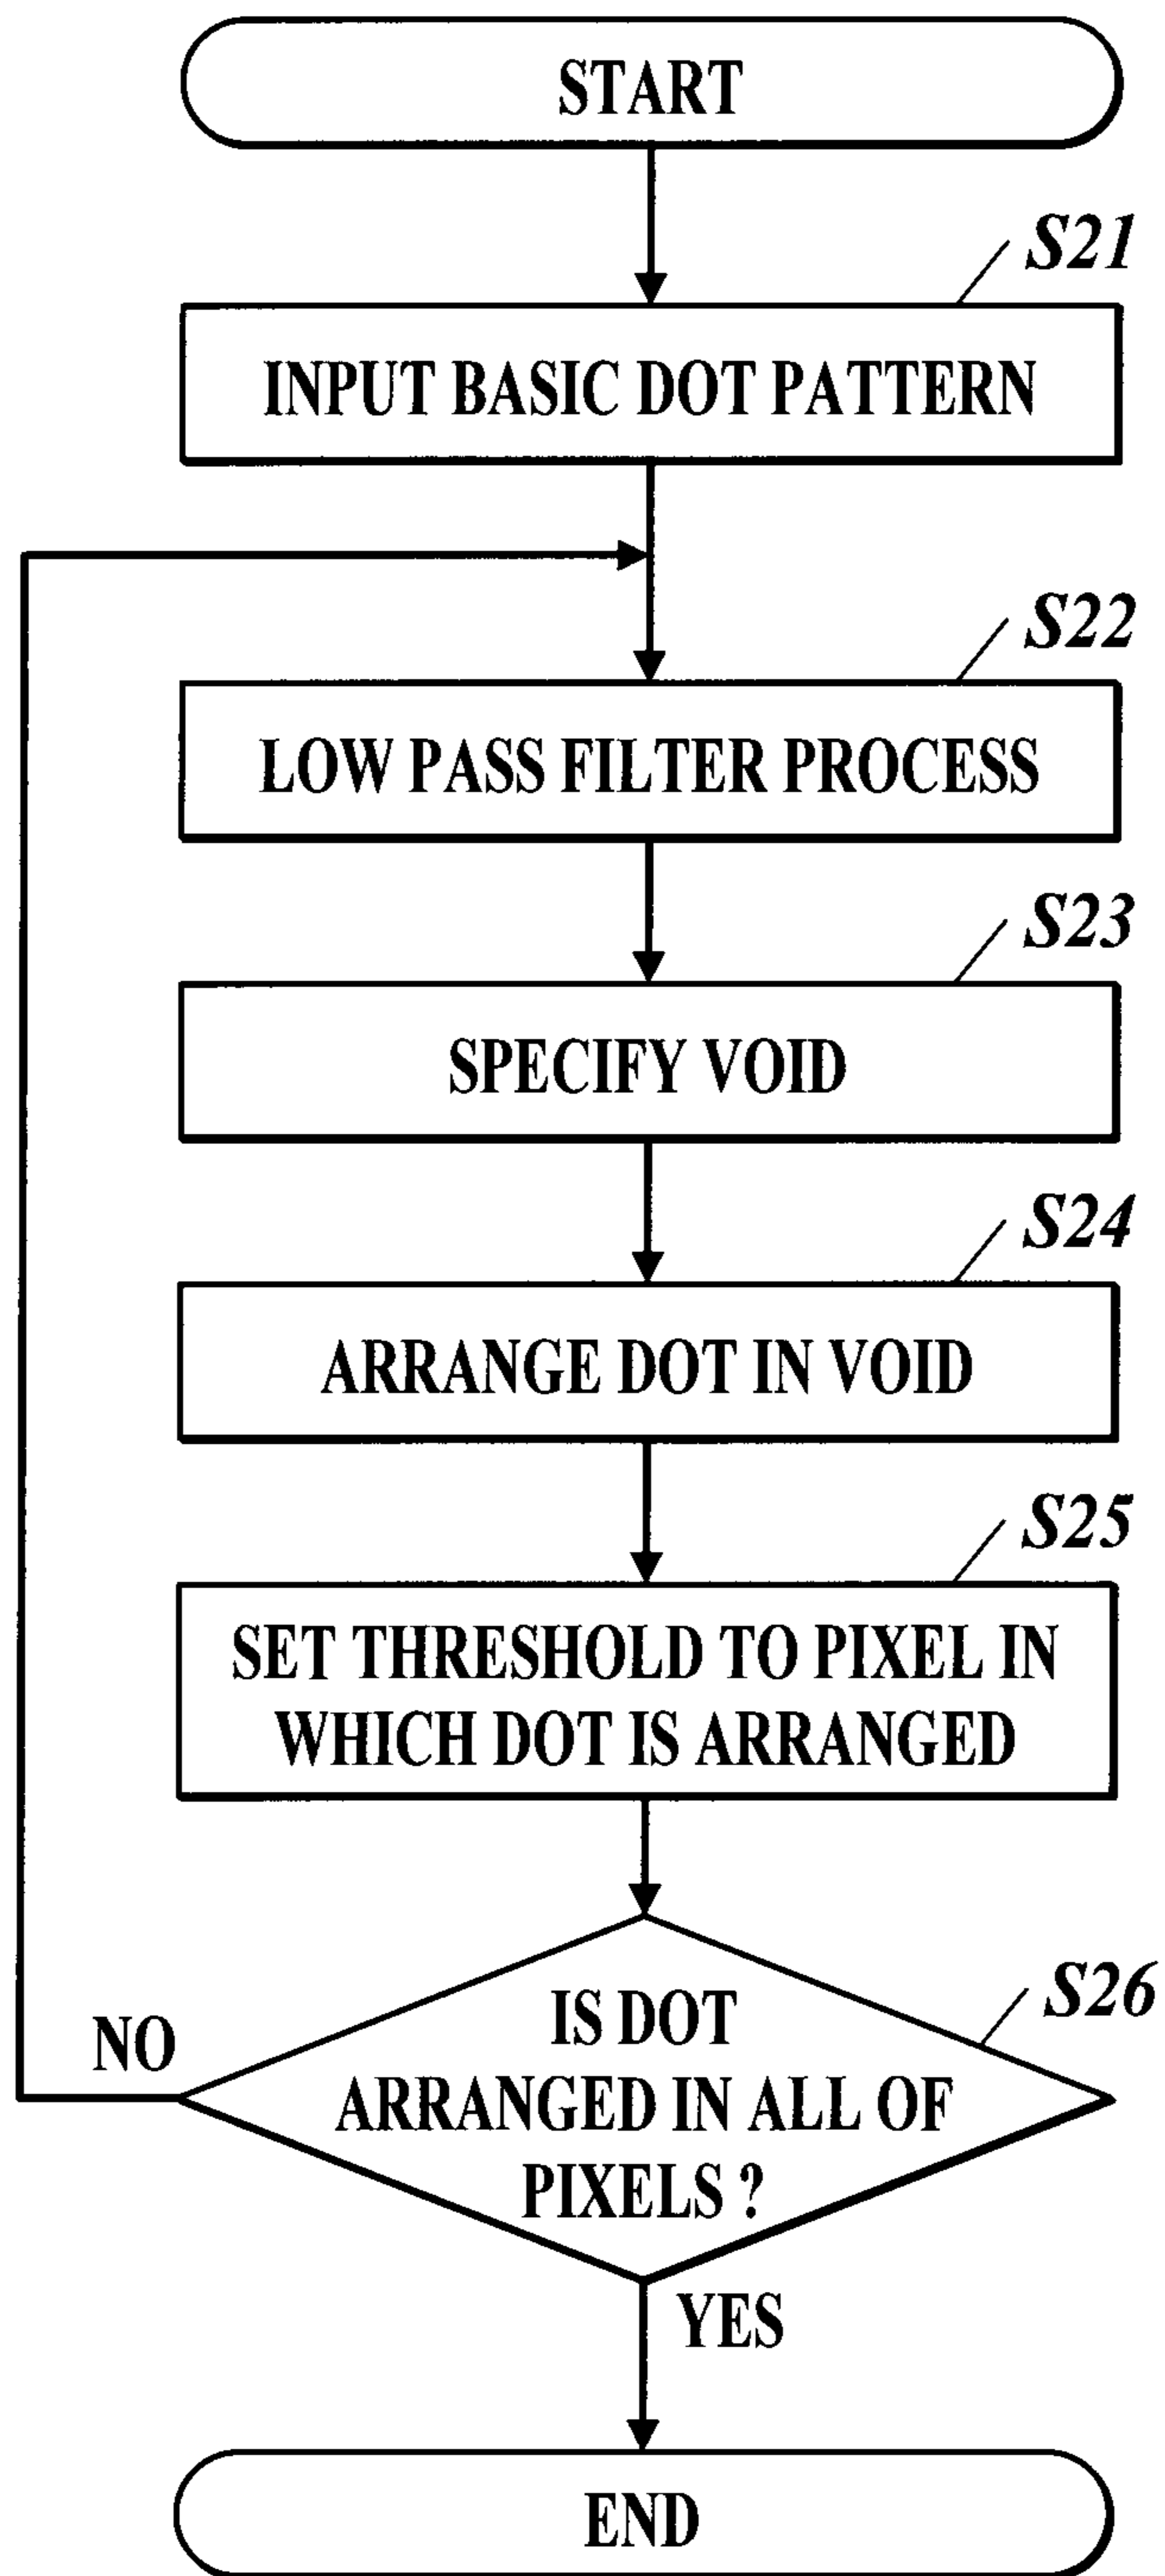 START
S21
INPUT BASIC DOT PATTERN
S22
LOW PASS FILTER PROCESS
S23
SPECIFY VOID
S24
ARRANGE DOT IN VOID
S25
SET THRESHOLD TO PIXEL IN
WHICH DOT IS ARRANGED
S26
IS DOT
ARRANGED IN ALL OF
PIXELS ?
NO
YES
END